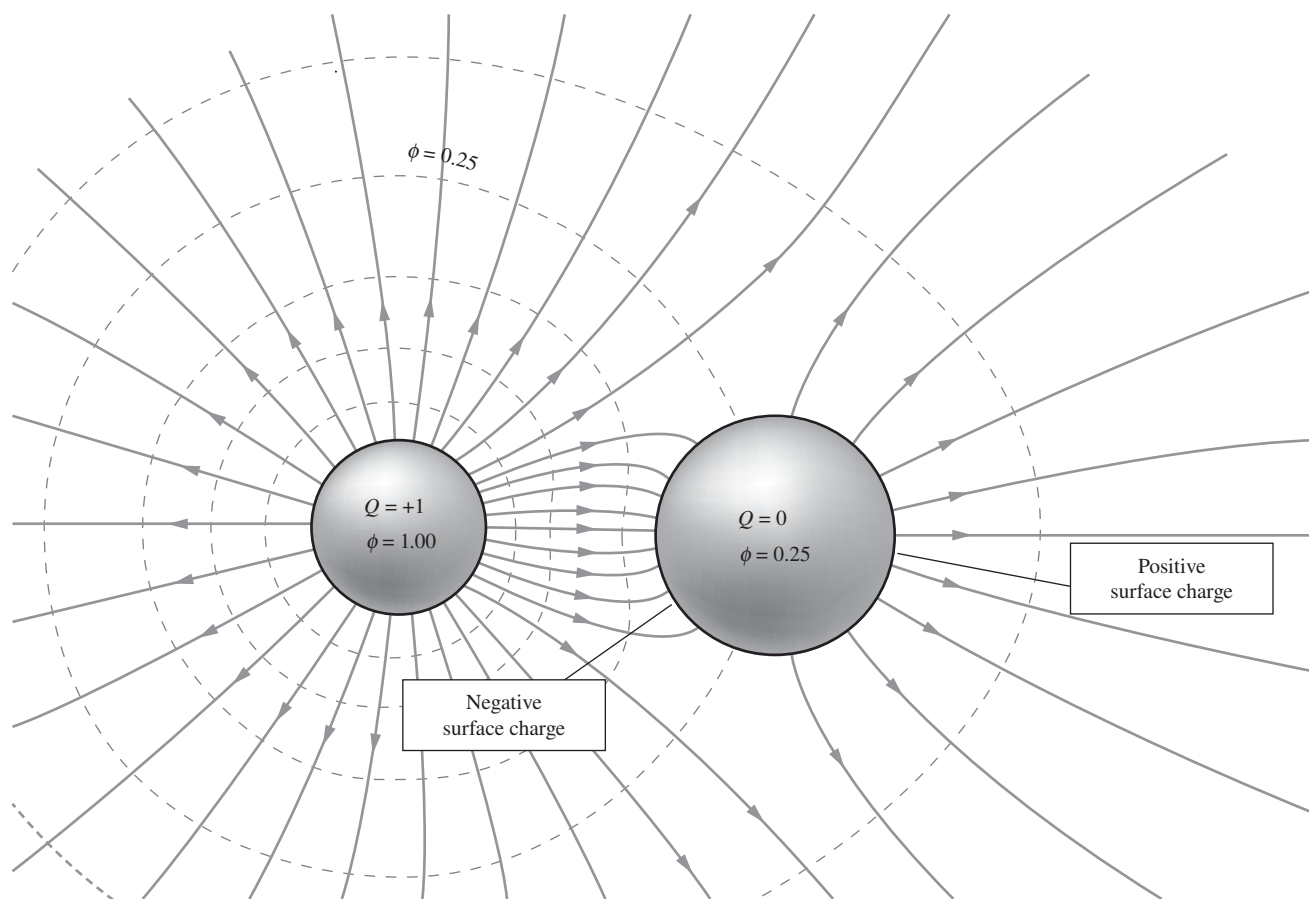 ϕ = 0.25
Q = +1
ϕ = 1.00
Q = 0
ϕ = 0.25
Positive
surface charge
Negative
surface charge